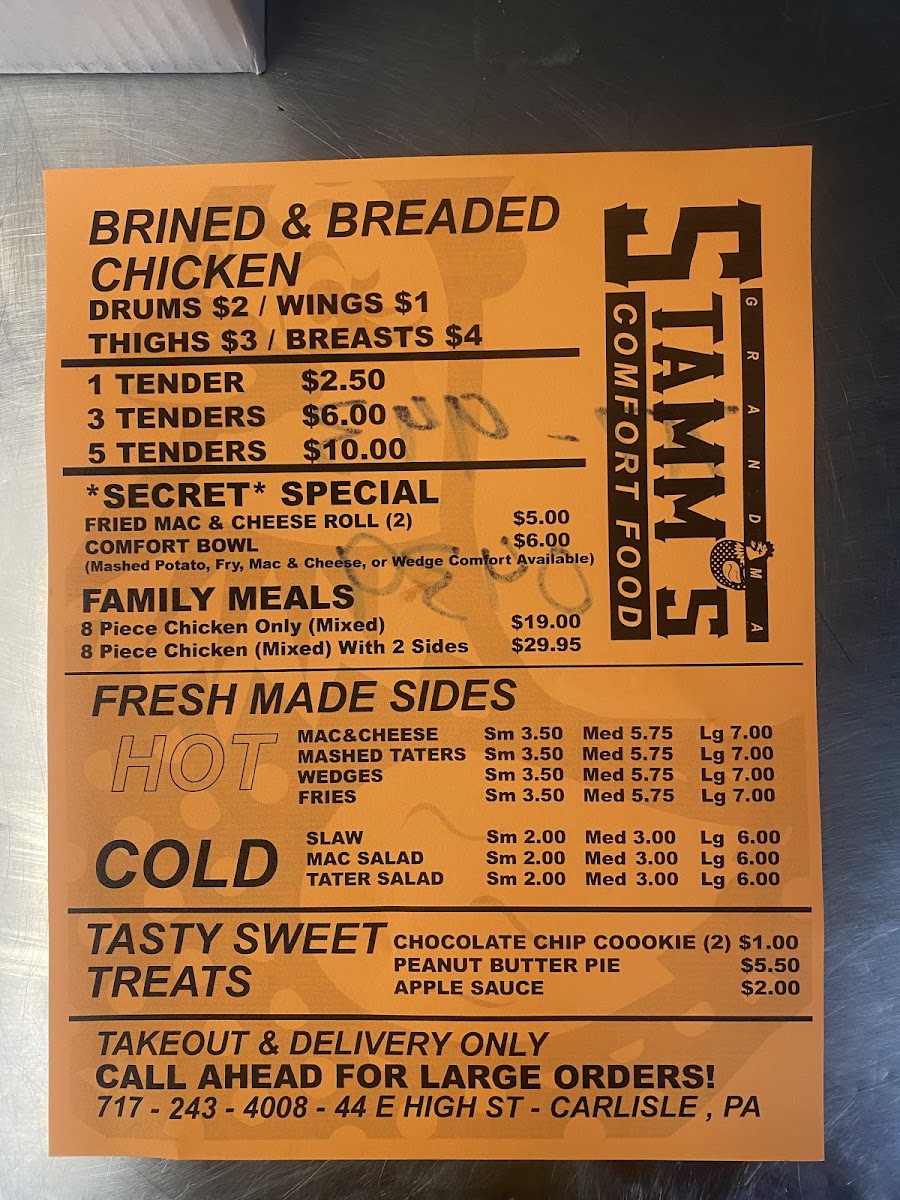 BRINED & BREADED
CHICKEN
DRUMS $2 / WINGS $1
THIGHS $3 / BREASTS $4
1 TENDER $2.50
3 TENDERS $6.00
5 TENDERS $10.00
*SECRET* SPECIAL
FRIED MAC & CHEESE ROLL (2) $5.00
COMFORT BOWL $6.00
(Mashed Potato, Fry, Mac & Cheese, or Wedge Comfort Available)
FAMILY MEALS
8 Piece Chicken Only (Mixed) $19.00
8 Piece Chicken (Mixed) With 2 Sides $29.95
GRANDMA
STAMM'S
COMFORT FOOD
FRESH MADE SIDES
HOT
MAC&CHEESE Sm 3.50 Med 5.75 Lg 7.00
MASHED TATERS Sm 3.50 Med 5.75 Lg 7.00
WEDGES Sm 3.50 Med 5.75 Lg 7.00
FRIES Sm 3.50 Med 5.75 Lg 7.00
COLD
SLAW Sm 2.00 Med 3.00 Lg 6.00
MAC SALAD Sm 2.00 Med 3.00 Lg 6.00
TATER SALAD Sm 2.00 Med 3.00 Lg 6.00
TASTY SWEET
TREATS
CHOCOLATE CHIP COOOKIE (2) $1.00
PEANUT BUTTER PIE $5.50
APPLE SAUCE $2.00
TAKEOUT & DELIVERY ONLY
CALL AHEAD FOR LARGE ORDERS!
717 - 243 - 4008 - 44 E HIGH ST - CARLISLE , PA